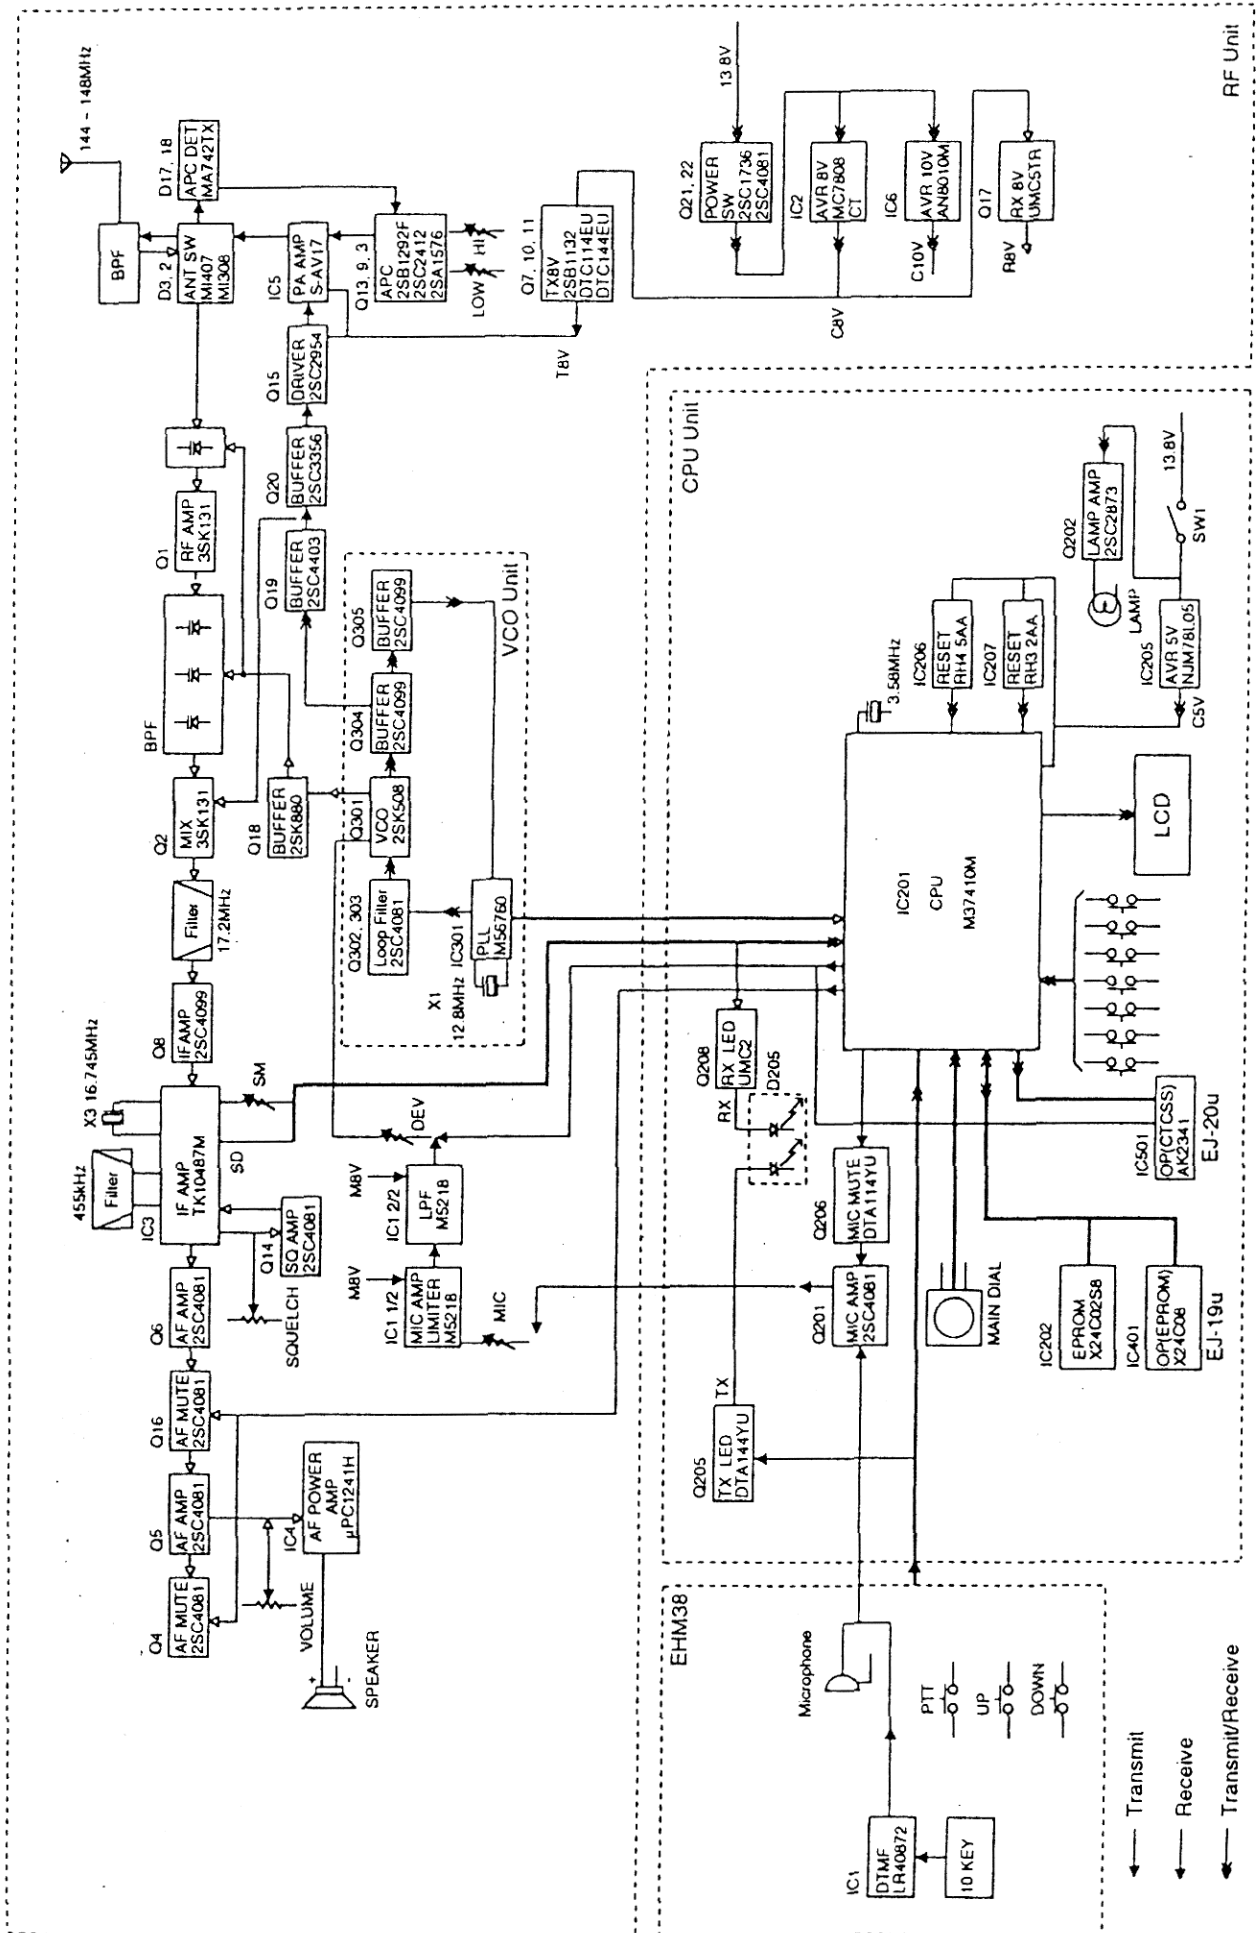 RF Unit
144 - 148MHz
BPF
D17, 18
APC DET
MA742TX
D3, 2
ANT SW
MI407
MI308
IC5
PA AMP
S-AV17
Q13, 9, 3
APC
2SB1292F
2SC2412
2SA1576
LOW
HI
Q15
DRIVER
2SC2954
Q20
BUFFER
2SC3356
Q19
BUFFER
2SC4403
T8V
Q7, 10, 11
TX8V
2SB1132
DTC114EU
DTC144EU
C8V
13.8V
Q21, 22
POWER
SW
2SC1736
2SC4081
IC2
AVR 8V
MC7808
CT
IC6
AVR 10V
AN8010M
C10V
Q17
RX 8V
UMC5TR
R8V
Q1
RF AMP
3SK131
BPF
Q2
MIX
3SK131
Filter
17.2MHz
Q8
IFAMP
2SC4099
X3 16.745MHz
455kHz
Filter
IC3
IF AMP
TK10487M
SM
SD
Q14
SQ AMP
2SC4081
SQUELCH
Q6
AF AMP
2SC4081
Q16
AF MUTE
2SC4081
Q5
AF AMP
2SC4081
Q4
AF MUTE
2SC4081
VOLUME
IC4
AF POWER
AMP
µPC1241H
+
-
SPEAKER
Q18
BUFFER
2SK880
VCO Unit
Q305
BUFFER
2SC4099
Q304
BUFFER
2SC4099
Q301
VCO
2SK508
Q302, 303
Loop Filter
2SC4081
IC301
PLL
M56760
X1
12.8MHz
DEV
M8V
IC1 2/2
LPF
M5218
M8V
IC1 1/2
MIC AMP
LIMITER
M5218
MIC
CPU Unit
Q202
LAMP AMP
2SC2873
LAMP
SW1
13.8V
IC205
AVR 5V
NJM78L05
C5V
IC206
RESET
RH4 5AA
IC207
RESET
RH3 2AA
3.58MHz
IC201
CPU
M37410M
LCD
Q208
RX LED
UMC2
RX
D205
Q206
MIC MUTE
DTA114YU
Q201
MIC AMP
2SC4081
TX
Q205
TX LED
DTA144YU
MAIN DIAL
IC501
OP(CTCSS)
AK2341
EJ-20u
IC202
EPROM
X24C02S8
IC401
OP(EPROM)
X24C08
EJ-19u
EHM38
Microphone
PTT
UP
DOWN
IC1
DTMF
LR40872
10 KEY
Transmit
Receive
Transmit/Receive